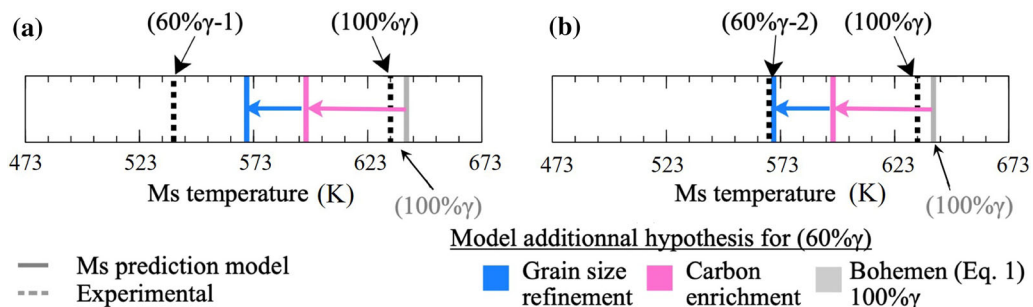 (a)
(60%γ-1)
(100%γ)
473 523 573 623 673
Ms temperature (K)
(100%γ)
(b)
(60%γ-2)
(100%γ)
473 523 573 623 673
Ms temperature (K)
(100%γ)
Ms prediction model
Experimental
Model additionnal hypothesis for (60%γ)
Grain size
refinement
Carbon
enrichment
Bohemen (Eq. 1)
100%γ